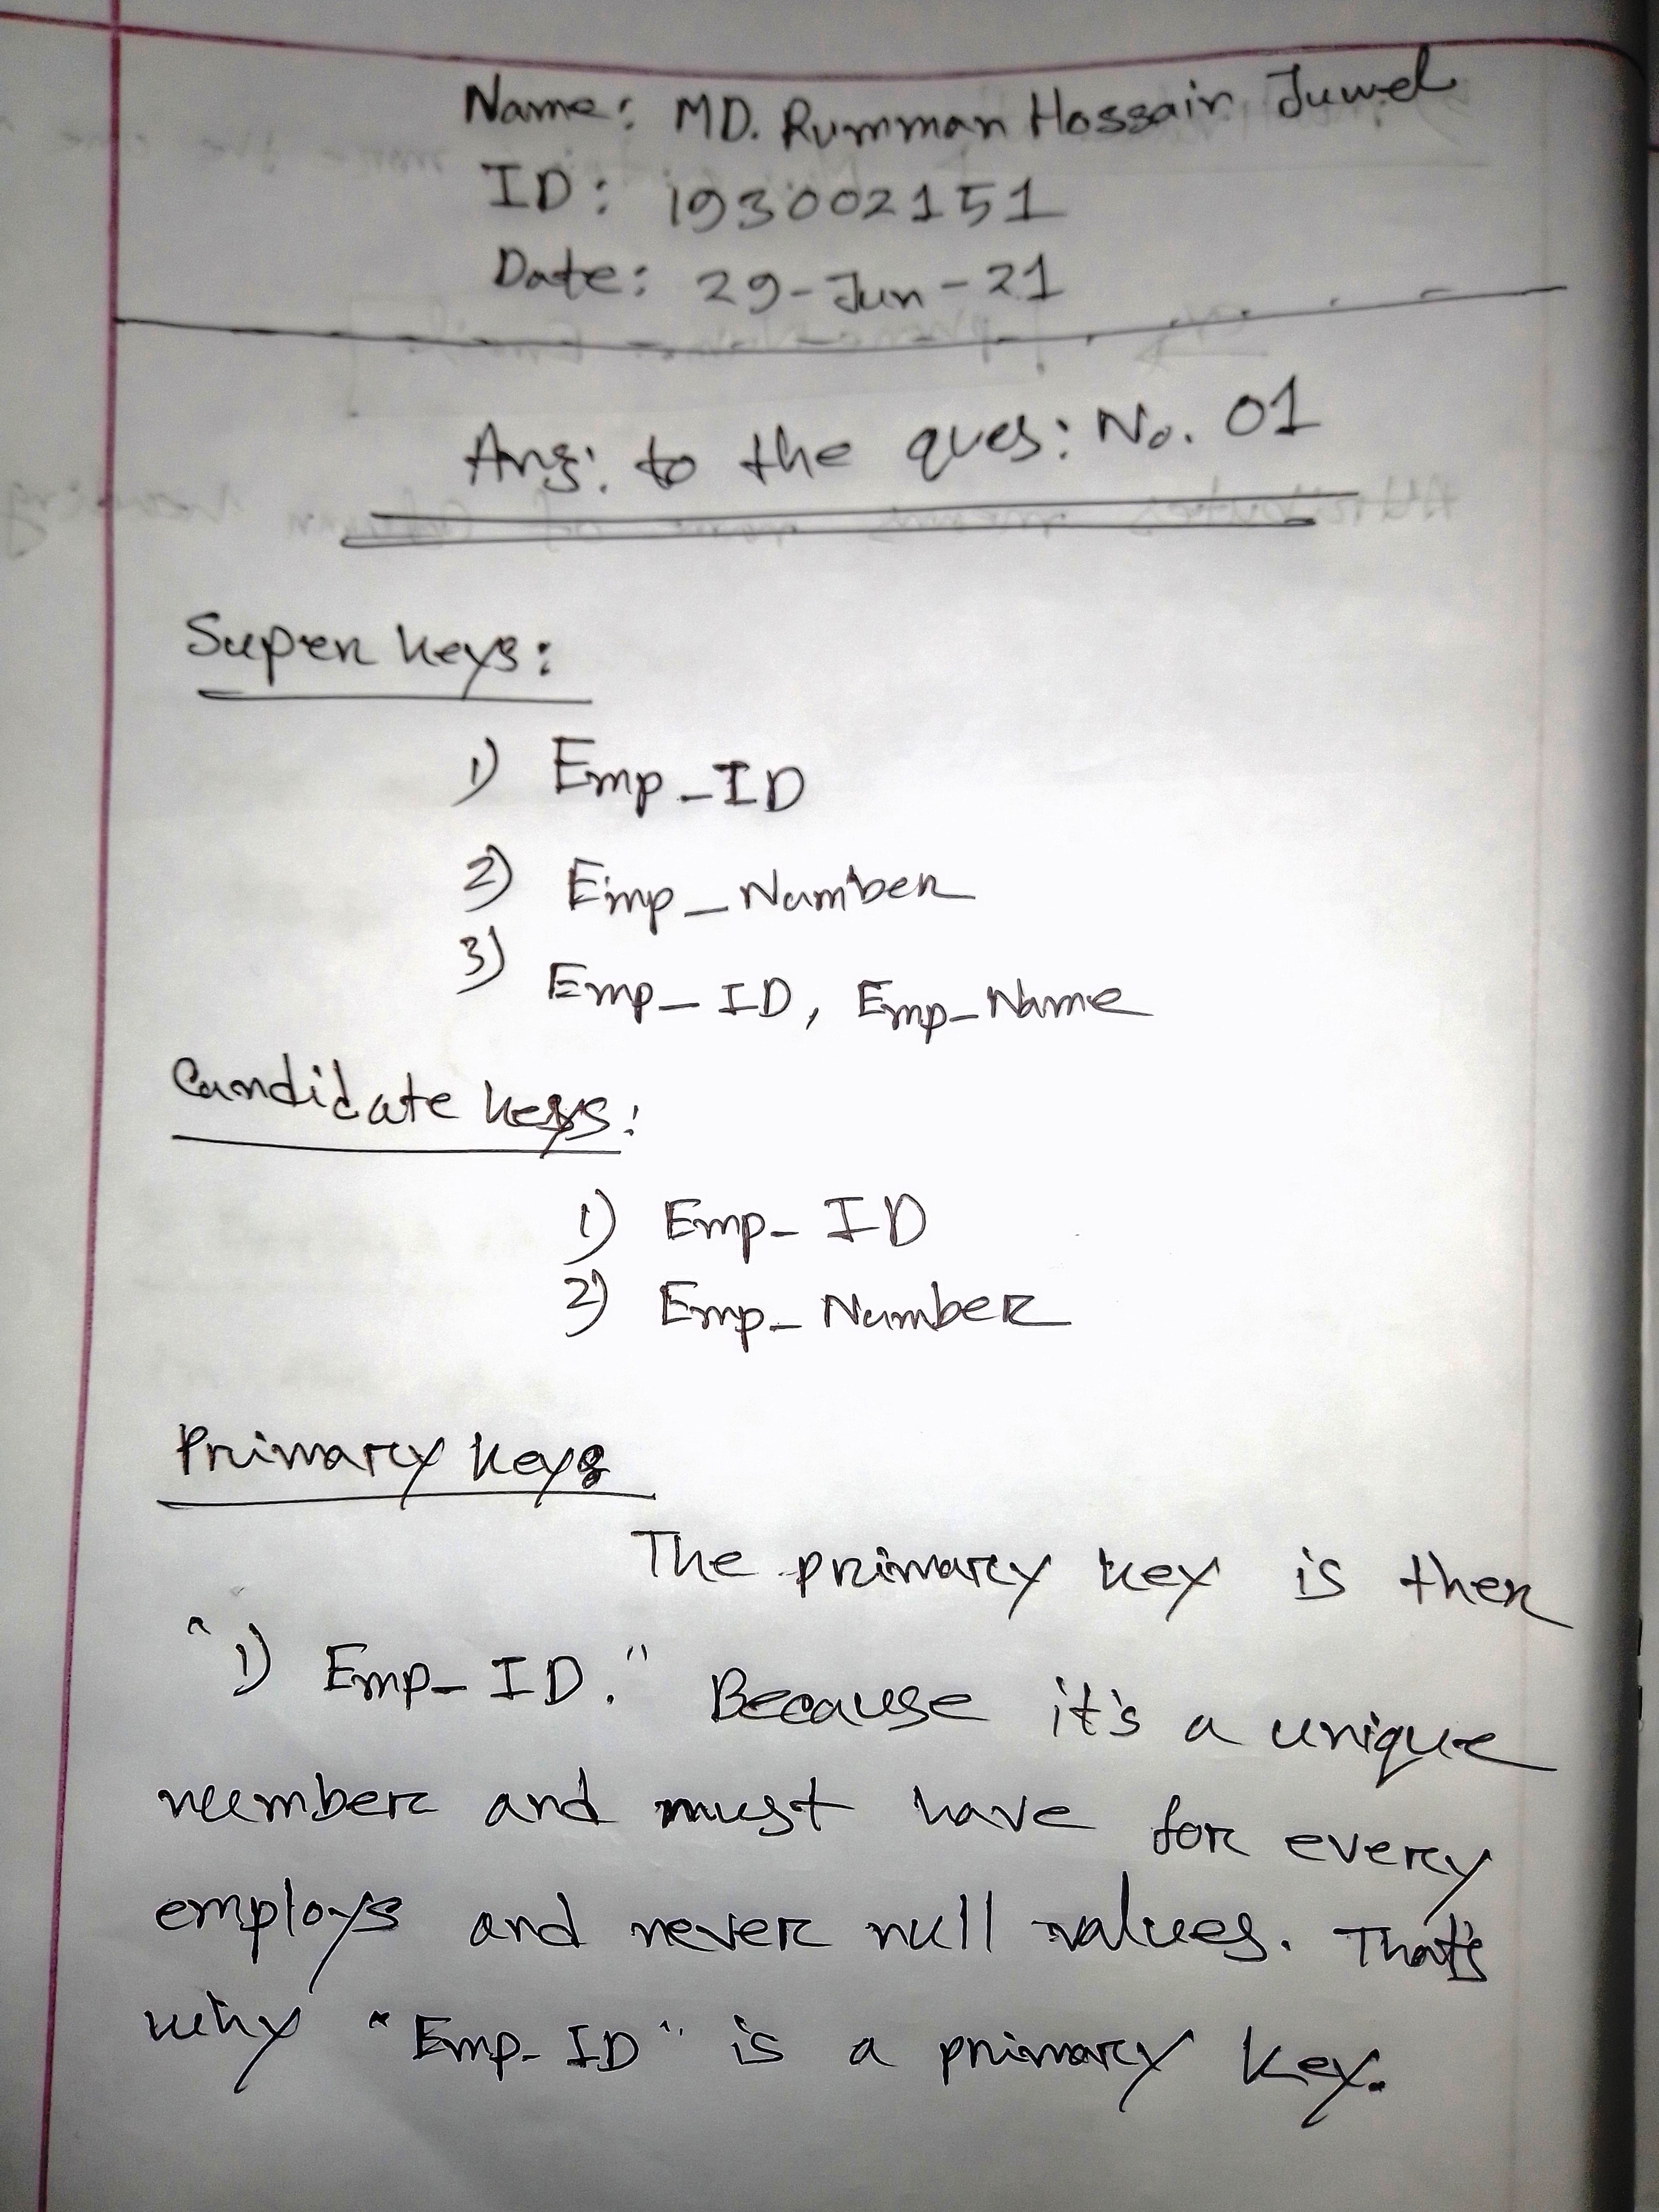 Name: MD. Rumman Hossain Juwel
ID: 193002151
Date: 29-Jun-21
Ans: to the ques: No. 01
Super keys:
1) Emp_ID
2) Emp_Number
3) Emp_ID, Emp_Name
Candidate keys:
1) Emp_ID
2) Emp_Number
Primary keys
The primary key is then
"1) Emp_ID." Because it's a unique
number and must have for every
employs and never null values. That's
why "Emp_ID" is a primary key.